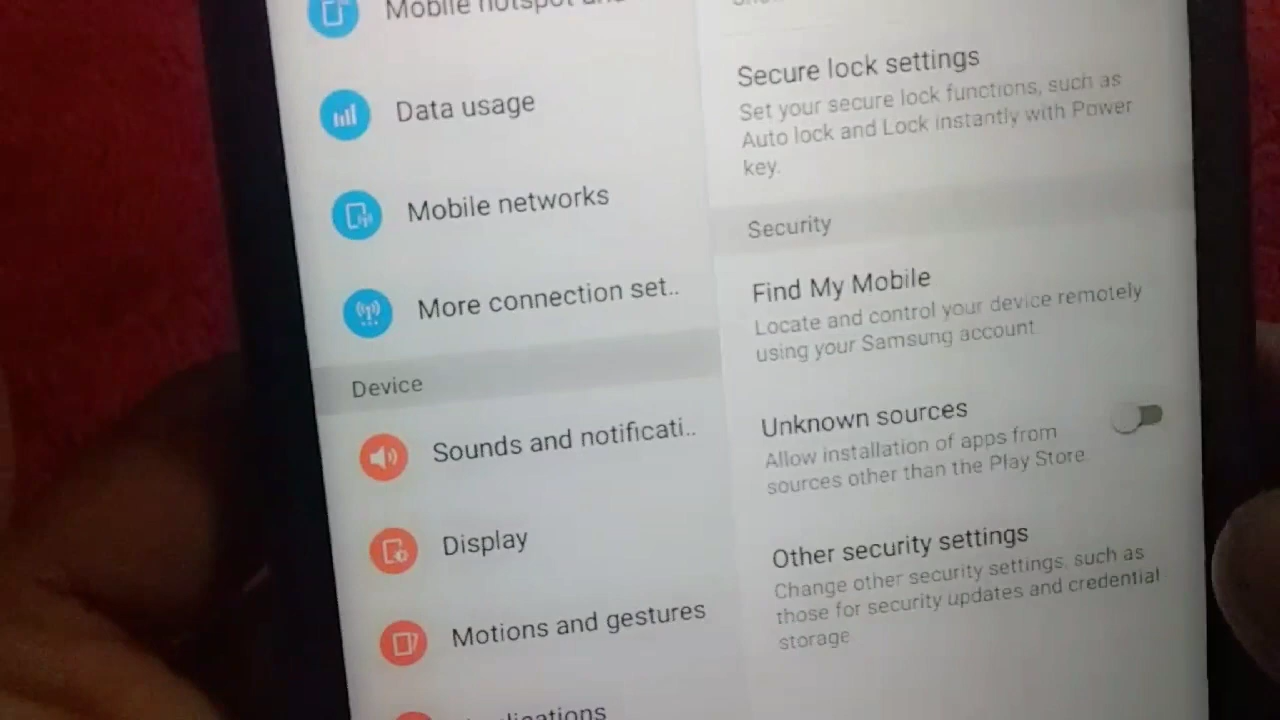 Mobile hotspot and
Data usage
Mobile networks
More connection set..
Device
Sounds and notificati..
Display
Motions and gestures
Secure lock settings
Set your secure lock functions, such as
Auto lock and Lock instantly with Power
key.
Security
Find My Mobile
Locate and control your device remotely
using your Samsung account.
Unknown sources
Allow installation of apps from
sources other than the Play Store.
Other security settings
Change other security settings, such as
those for security updates and credential
storage.